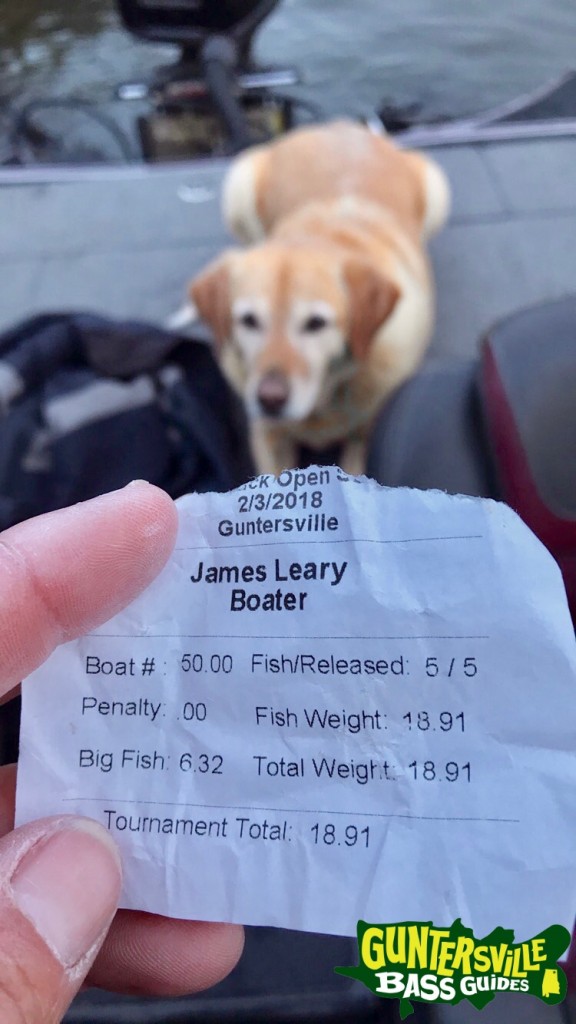 Open
2/3/2018
Guntersville
James Leary
Boater
Boat # : 50.00 Fish/Released: 5 / 5
Penalty: .00 Fish Weight: 18.91
Big Fish: 6.32 Total Weight: 18.91
Tournament Total: 18.91
GUNTERSVILLE
BASS GUIDES